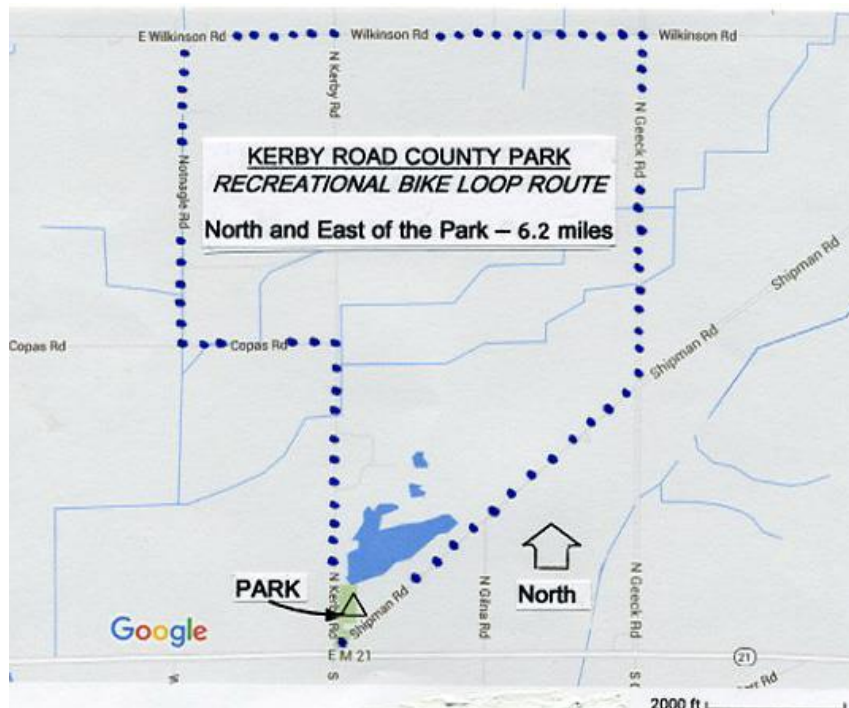 E Wilkinson Rd
Wilkinson Rd
Wilkinson Rd
N Kerby Rd
N Geeck Rd
KERBY ROAD COUNTY PARK
RECREATIONAL BIKE LOOP ROUTE
North and East of the Park – 6.2 miles
Notnagle Rd
Shipman Rd
Copas Rd
Copas Rd
Shipman Rd
PARK
N Kerby Rd
Shipman Rd
N Gilna Rd
North
N Geeck Rd
Google
E M 21
21
S
2000 ft